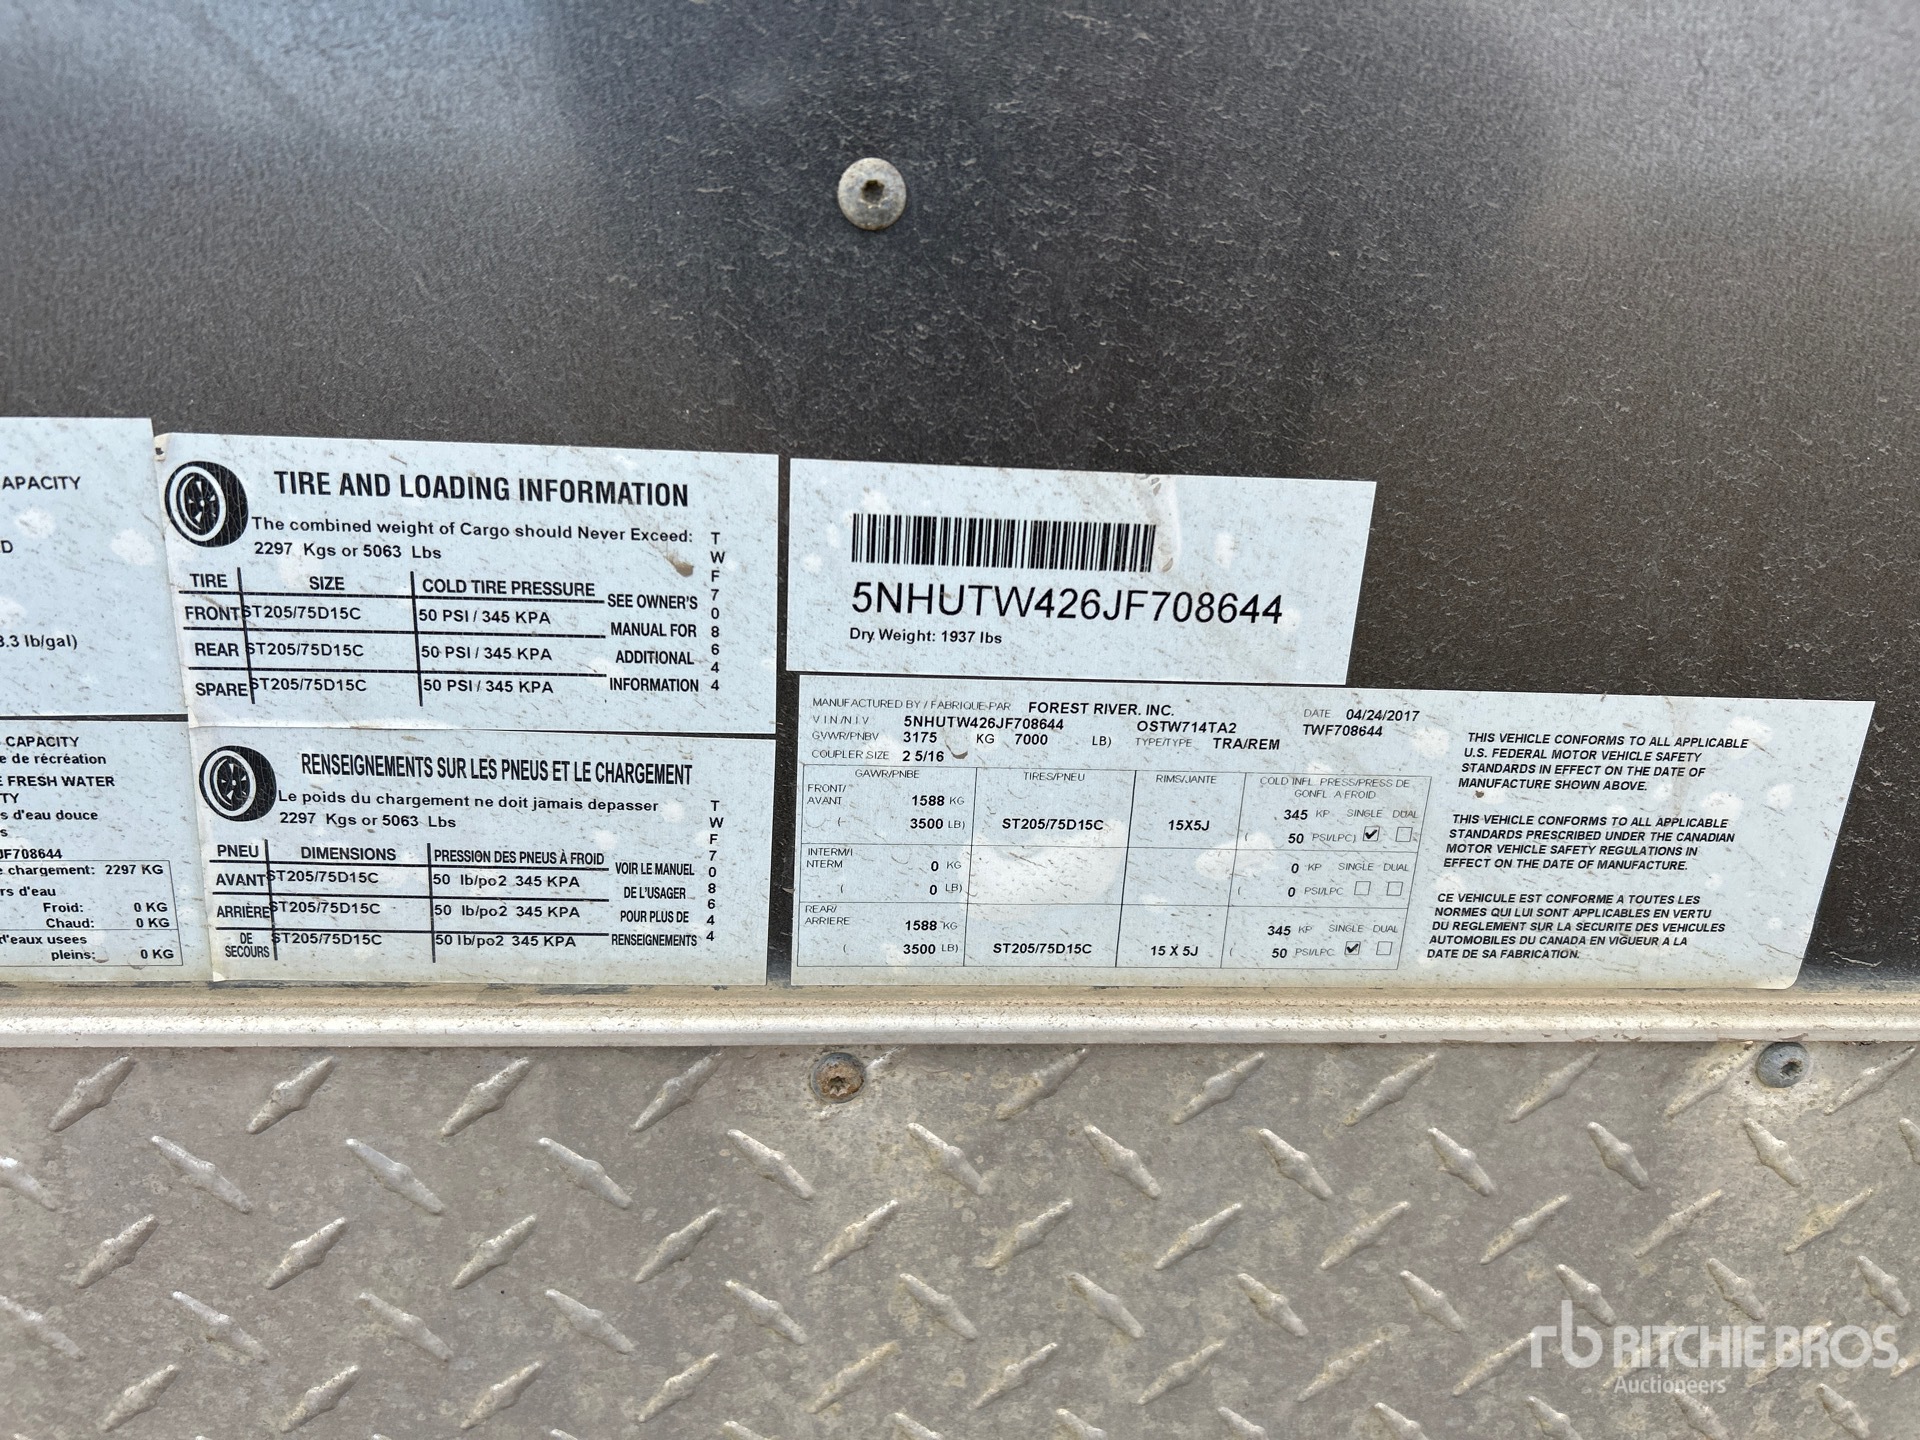 APACITY
D
3.3 lb/gal)
CAPACITY
e de récréation
E FRESH WATER
TY
s d'eau douce
s
JF708644
e chargement: 2297 KG
rs d'eau
Froid: 0 KG
Chaud: 0 KG
d'eaux usees
pleins: 0 KG
TIRE AND LOADING INFORMATION
The combined weight of Cargo should Never Exceed:
2297 Kgs or 5063 Lbs
TIRE SIZE COLD TIRE PRESSURE
FRONT ST205/75D15C 50 PSI / 345 KPA
REAR ST205/75D15C 50 PSI / 345 KPA
SPARE ST205/75D15C 50 PSI / 345 KPA
SEE OWNER'S
MANUAL FOR
ADDITIONAL
INFORMATION
TWF708644
RENSEIGNEMENTS SUR LES PNEUS ET LE CHARGEMENT
Le poids du chargement ne doit jamais depasser
2297 Kgs or 5063 Lbs
PNEU DIMENSIONS PRESSION DES PNEUS À FROID
AVANT ST205/75D15C 50 lb/po2 345 KPA
ARRIÈRE ST205/75D15C 50 lb/po2 345 KPA
DE
SECOURS ST205/75D15C 50 lb/po2 345 KPA
VOIR LE MANUEL
DE L'USAGER
POUR PLUS DE
RENSEIGNEMENTS
TWF708644
5NHUTW426JF708644
Dry Weight: 1937 lbs
MANUFACTURED BY / FABRIQUE PAR FOREST RIVER, INC. DATE 04/24/2017
V I N /N I V 5NHUTW426JF708644 OSTW714TA2 TWF708644
GVWR/PNBV 3175 KG 7000 LB) TYPE/TYPE TRA/REM
COUPLER SIZE 2 5/16
GAWR/PNBE TIRES/PNEU RIMS/JANTE COLD INFL. PRESS/PRESS DE
GONFL A FROID
FRONT/
AVANT 1588 KG 345 KP SINGLE DUAL
( 3500 LB) ST205/75D15C 15X5J ( 50 PSI/LPC) ✓
INTERM/I
NTERM 0 KG 0 KP SINGLE DUAL
( 0 LB) ( 0 PSI/LPC
REAR/
ARRIERE 1588 KG 345 KP SINGLE DUAL
( 3500 LB) ST205/75D15C 15 X 5J ( 50 PSI/LPC ✓
THIS VEHICLE CONFORMS TO ALL APPLICABLE
U.S. FEDERAL MOTOR VEHICLE SAFETY
STANDARDS IN EFFECT ON THE DATE OF
MANUFACTURE SHOWN ABOVE.
THIS VEHICLE CONFORMS TO ALL APPLICABLE
STANDARDS PRESCRIBED UNDER THE CANADIAN
MOTOR VEHICLE SAFETY REGULATIONS IN
EFFECT ON THE DATE OF MANUFACTURE.
CE VEHICULE EST CONFORME A TOUTES LES
NORMES QUI LUI SONT APPLICABLES EN VERTU
DU REGLEMENT SUR LA SECURITE DES VEHICULES
AUTOMOBILES DU CANADA EN VIGUEUR A LA
DATE DE SA FABRICATION.
rb RITCHIE BROS.
Auctioneers